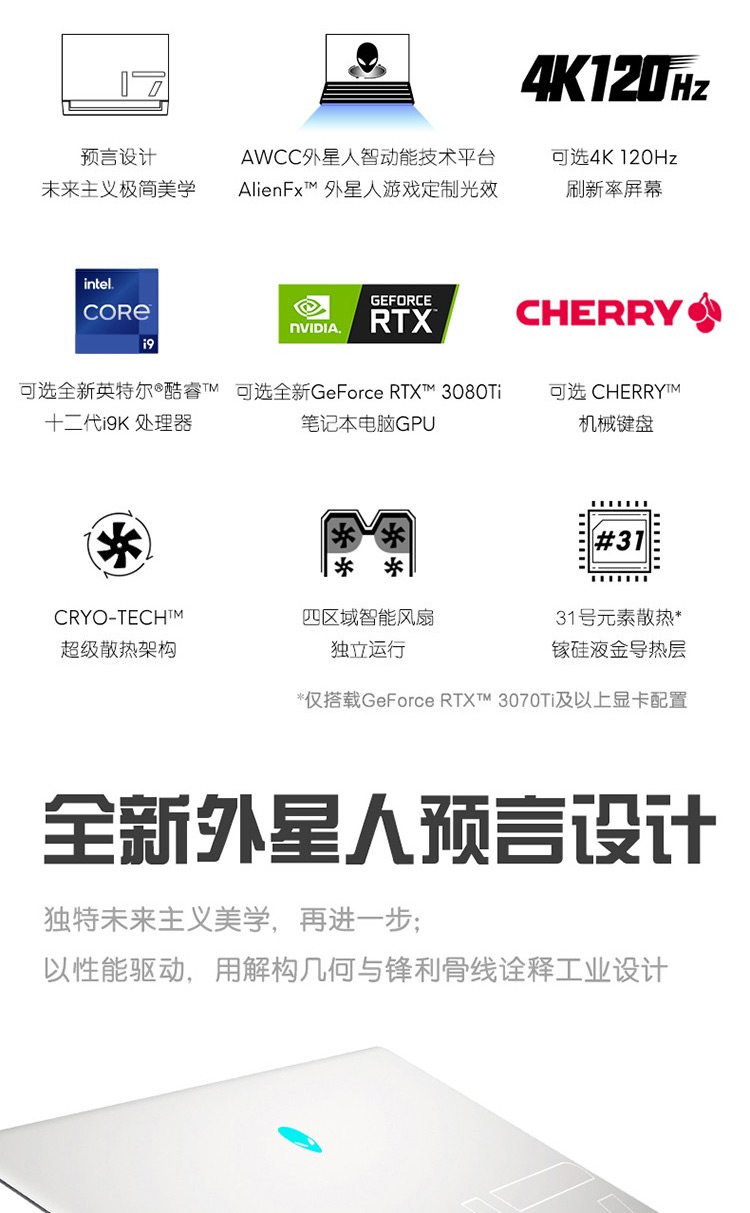 17
4K120Hz
预言设计
未来主义极简美学
AWCC外星人智动能技术平台
AlienFx™ 外星人游戏定制光效
可选4K 120Hz
刷新率屏幕
intel.
CORE™
i9
NVIDIA.
GEFORCE
RTX™
CHERRY
可选全新英特尔®酷睿™
十二代i9K 处理器
可选全新GeForce RTX™ 3080Ti
笔记本电脑GPU
可选 CHERRY™
机械键盘
#31
CRYO-TECH™
超级散热架构
四区域智能风扇
独立运行
31号元素散热*
镓硅液金导热层
*仅搭载GeForce RTX™ 3070Ti及以上显卡配置
全新外星人预言设计
独特未来主义美学，再进一步；
以性能驱动，用解构几何与锋利骨线诠释工业设计